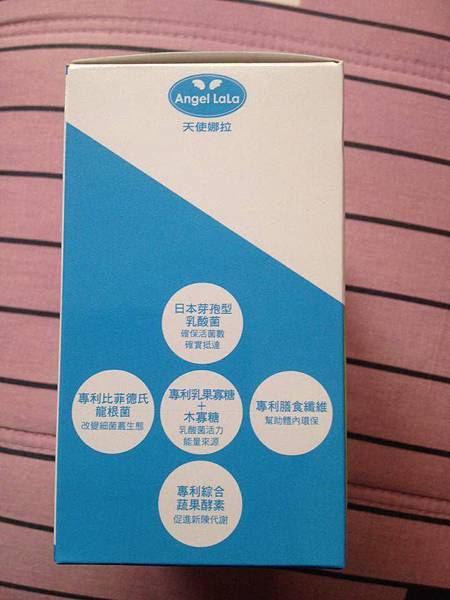 Angel LaLa
天使娜拉
日本芽孢型
乳酸菌
確保活菌數
確實抵達
專利比菲德氏
龍根菌
改變細菌叢生態
專利乳果寡糖
+
木寡糖
乳酸菌活力
能量來源
專利膳食纖維
幫助體內環保
專利綜合
蔬果酵素
促進新陳代謝